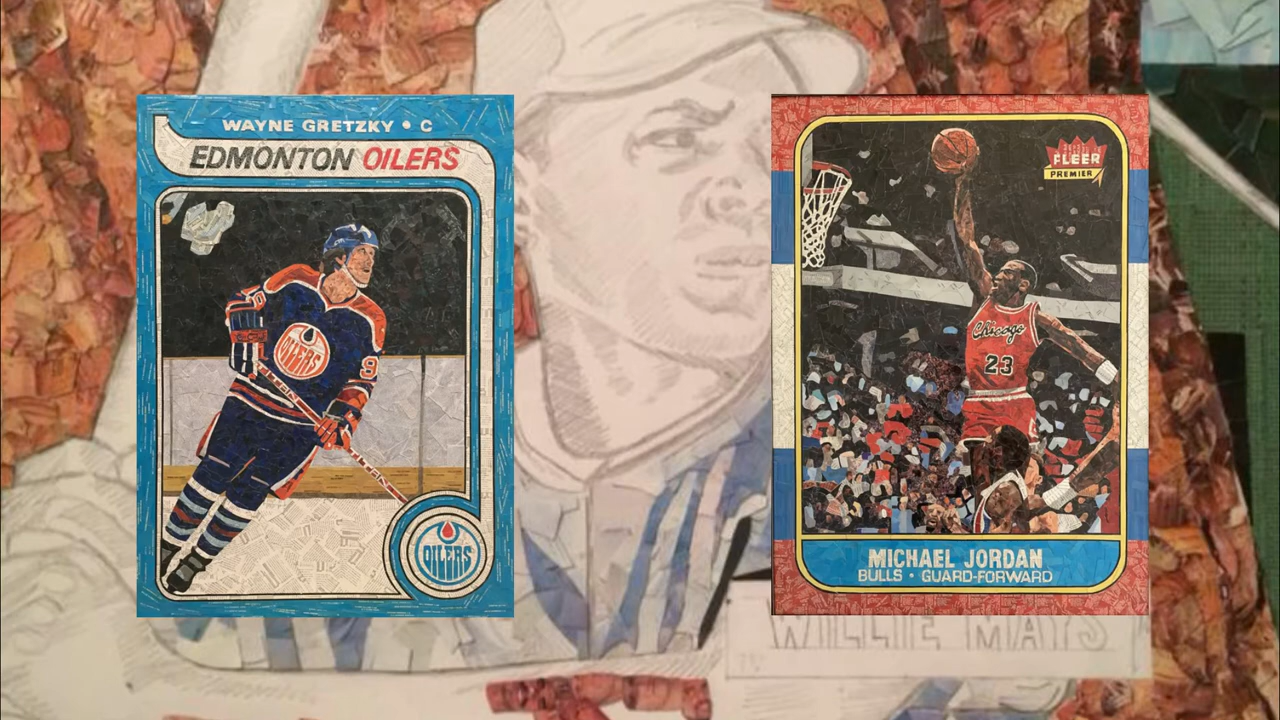 WAYNE GRETZKY • C
EDMONTON OILERS
OILERS
9
OILERS
FLEER
PREMIER
Chicago
23
MICHAEL JORDAN
BULLS • GUARD-FORWARD
WILLIE MAYS